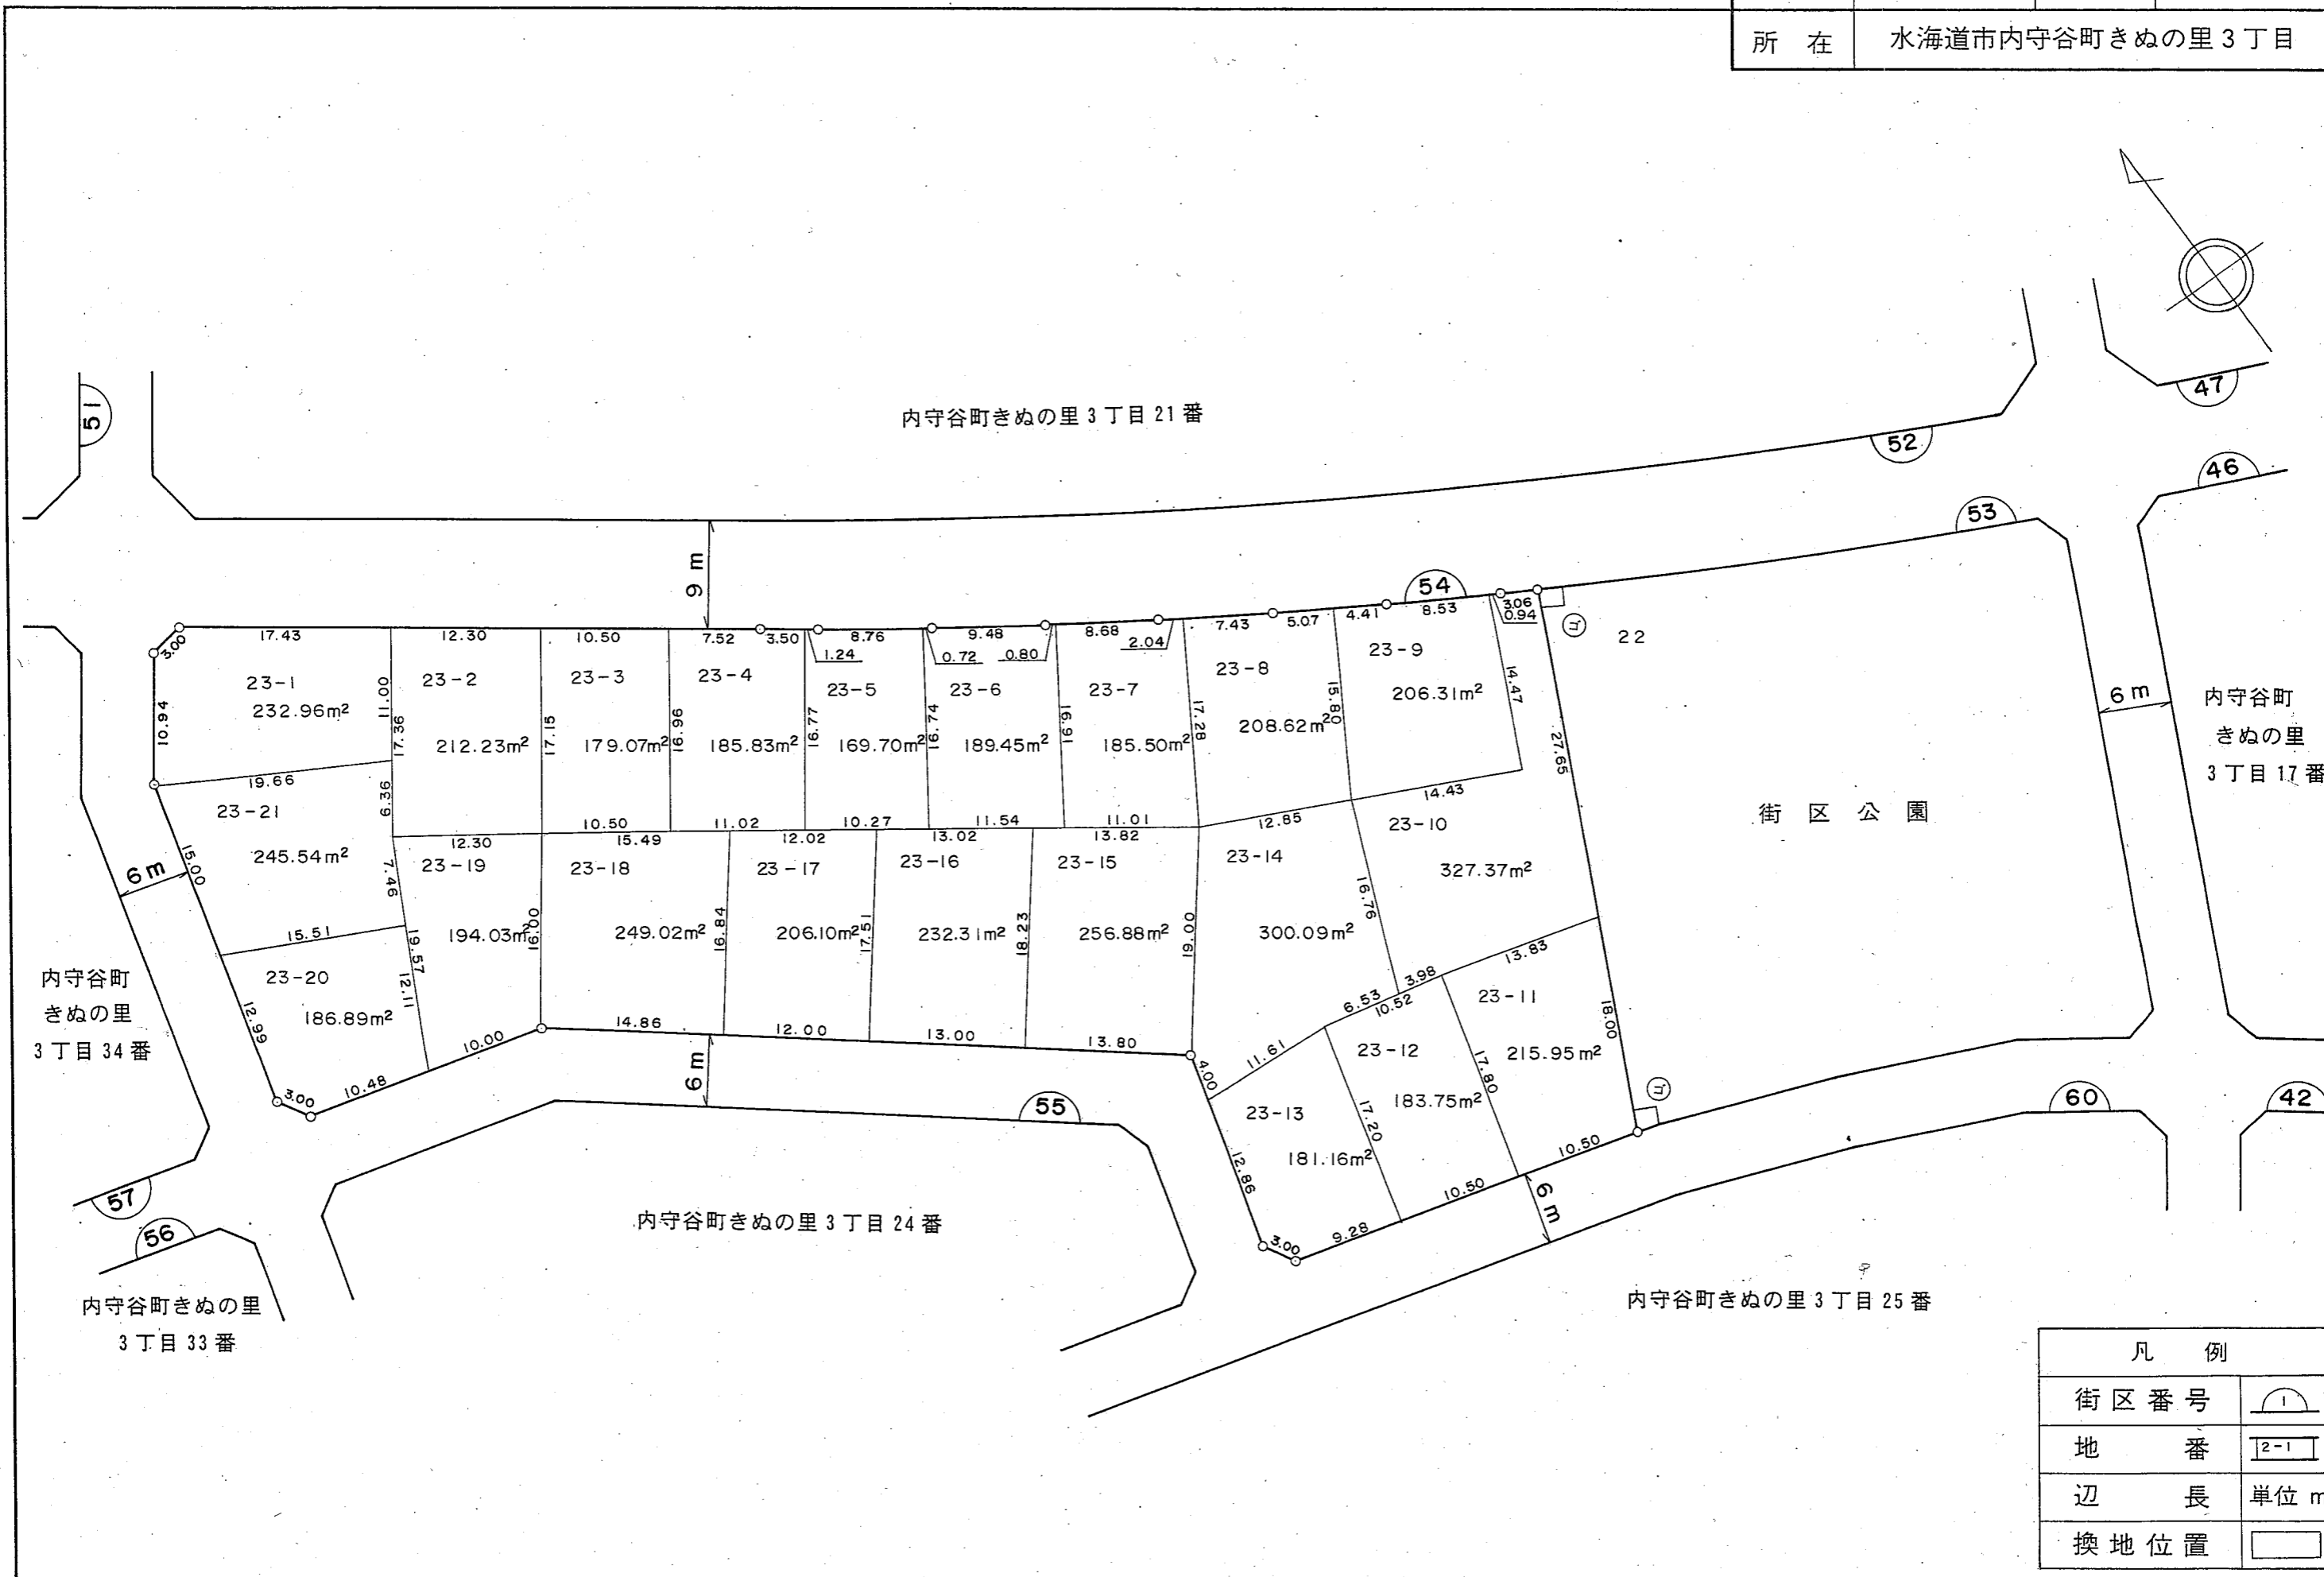 所 在 水海道市内守谷町きぬの里3丁目
51
内守谷町きぬの里3丁目21番
47
52
46
53
9 m
54
17.43 12.30 10.50 7.52 3.50 8.76 9.48 8.68 7.43 5.07 4.41 8.53 3.06
1.24 0.72 0.80 2.04 0.94
3.00
22
23-1
232.96m²
23-2
212.23m²
23-3
179.07m²
23-4
185.83m²
23-5
169.70m²
23-6
189.45m²
23-7
185.50m²
23-8
208.62m²
23-9
206.31m²
10.94
11.00
17.36
6.36
17.15
16.96
16.77
16.74
16.91
17.28
15.80
14.47
27.65
6 m
内守谷町
きぬの里
3丁目17番
街 区 公 園
19.66
10.50 11.02 10.27 11.54 11.01 12.85 14.43
12.30 15.49 12.02 13.02 13.82
23-21
245.54m²
23-19
194.03m²
23-18
249.02m²
23-17
206.10m²
23-16
232.31m²
23-15
256.88m²
23-14
300.09m²
23-10
327.37m²
6 m
15.00
7.46
19.57
12.11
16.00
16.84
17.51
18.23
19.00
16.76
15.51
23-20
186.89m²
12.99
3.00
10.48
10.00
14.86
12.00
13.00
13.80
4.00
11.61
6.53
10.52
3.98
13.83
23-11
215.95m²
23-12
183.75m²
23-13
181.16m²
18.00
17.80
17.20
12.86
3.00
9.28
10.50
10.50
6 m
6 m
内守谷町
きぬの里
3丁目34番
55
60
42
57
56
内守谷町きぬの里3丁目24番
内守谷町きぬの里
3丁目33番
内守谷町きぬの里3丁目25番
凡 例
街区番号 1
地 番 2-1
辺 長 単位 m
換地位置